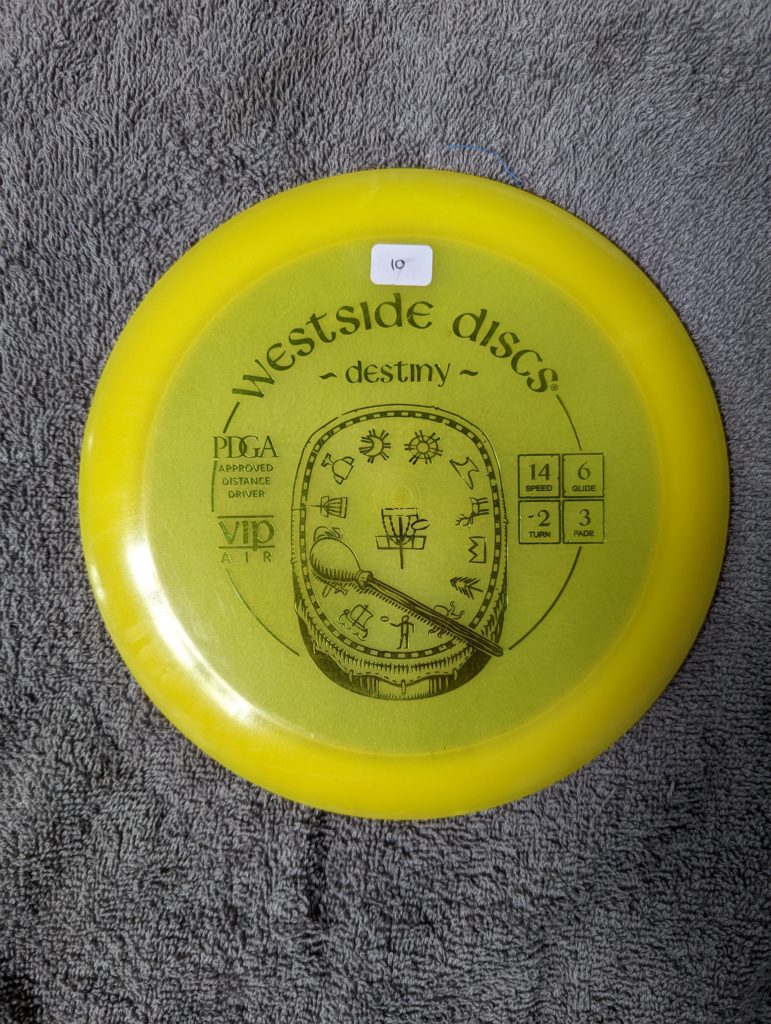 10
WESTSIDE DISCS®
~ DESTINY ~
PDGA
APPROVED
DISTANCE
DRIVER
VIP
AIR
14 6
SPEED GLIDE
-2 3
TURN FADE